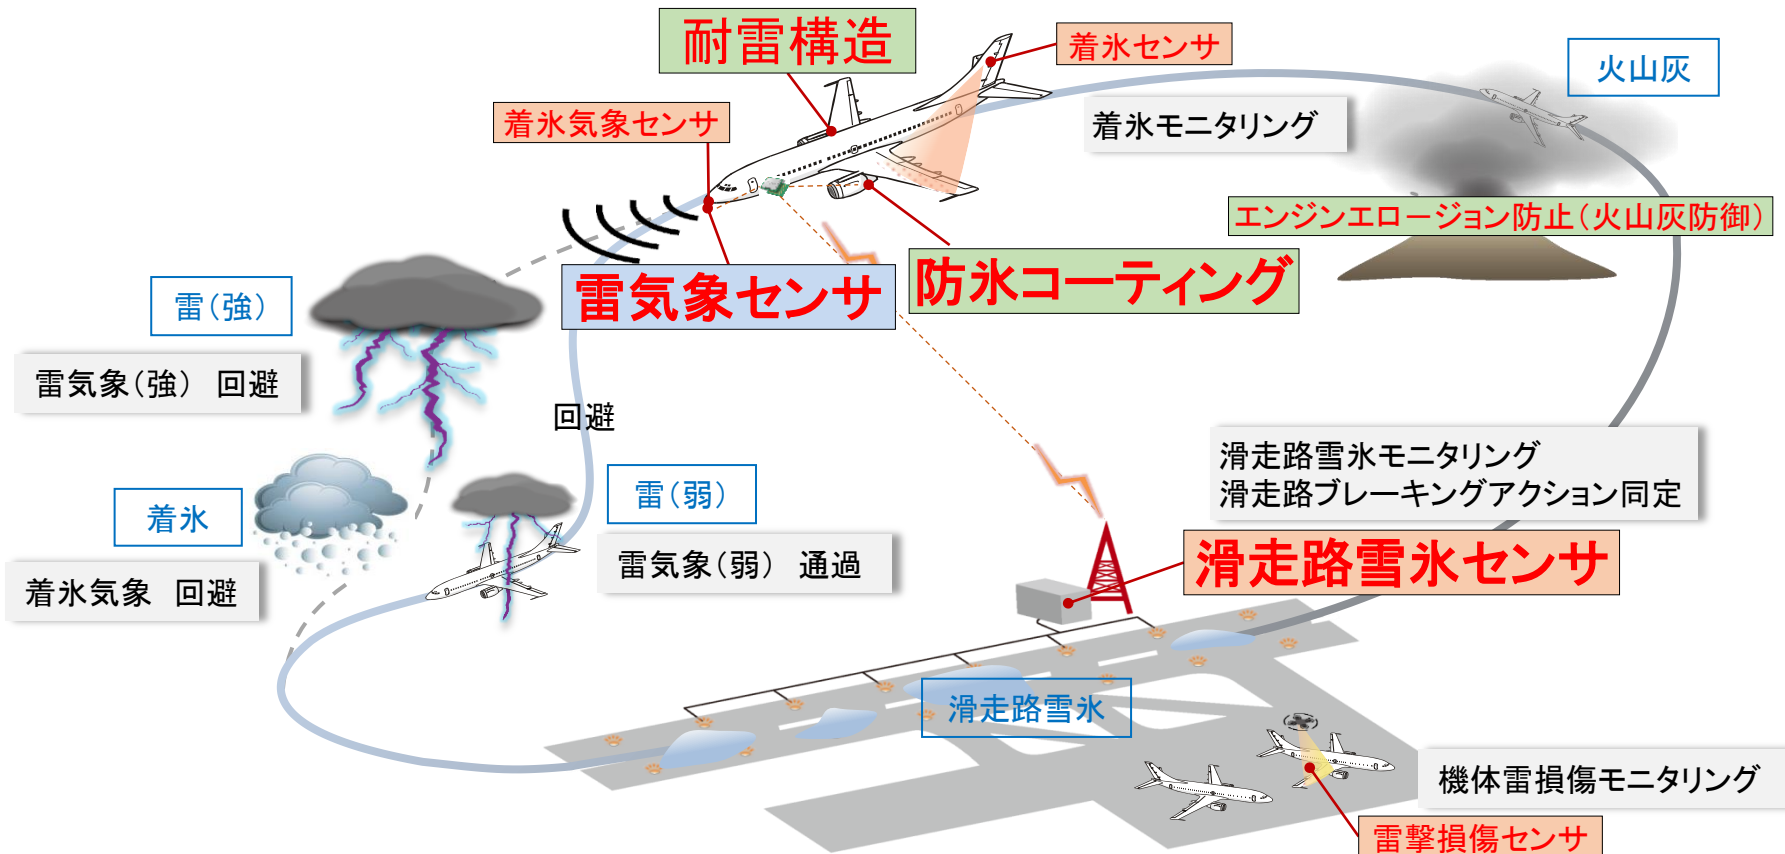 耐雷構造
着氷センサ
火山灰
着氷気象センサ
着氷モニタリング
エンジンエロージョン防止(火山灰防御)
雷気象センサ
防氷コーティング
雷(強)
雷気象(強) 回避
回避
滑走路雪氷モニタリング
滑走路ブレーキングアクション同定
着氷
雷(弱)
雷気象(弱) 通過
滑走路雪氷センサ
着氷気象 回避
滑走路雪氷
機体雷損傷モニタリング
雷撃損傷センサ